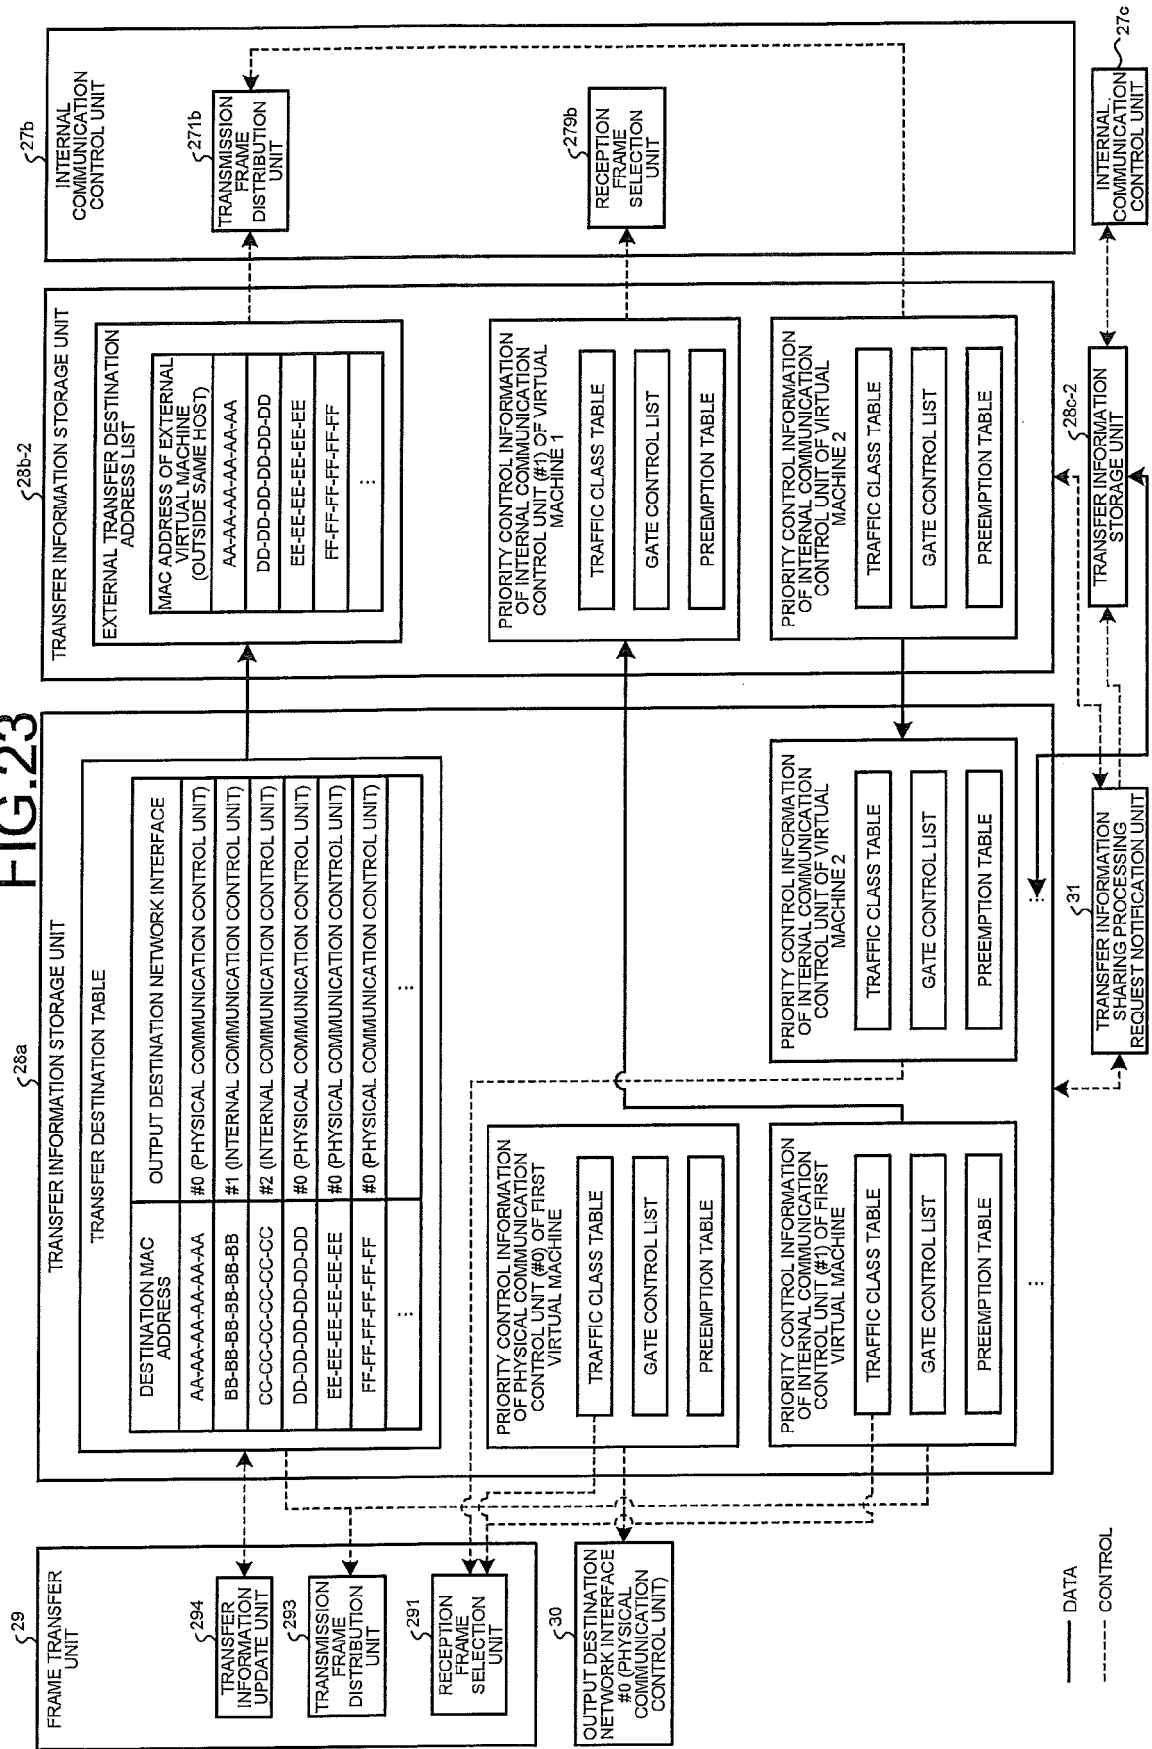 FIG.23
29
FRAME TRANSFER
UNIT
294
TRANSFER
INFORMATION
UPDATE UNIT
293
TRANSMISSION
FRAME
DISTRIBUTION
UNIT
291
RECEPTION
FRAME
SELECTION
UNIT
30
OUTPUT DESTINATION
NETWORK INTERFACE
#0 (PHYSICAL
COMMUNICATION
CONTROL UNIT)
28a
TRANSFER INFORMATION STORAGE UNIT
TRANSFER DESTINATION TABLE
DESTINATION MAC
ADDRESS
OUTPUT DESTINATION NETWORK INTERFACE
AA-AA-AA-AA-AA-AA
#0 (PHYSICAL COMMUNICATION CONTROL UNIT)
BB-BB-BB-BB-BB-BB
#1 (INTERNAL COMMUNICATION CONTROL UNIT)
CC-CC-CC-CC-CC-CC
#2 (INTERNAL COMMUNICATION CONTROL UNIT)
DD-DD-DD-DD-DD-DD
#0 (PHYSICAL COMMUNICATION CONTROL UNIT)
EE-EE-EE-EE-EE-EE
#0 (PHYSICAL COMMUNICATION CONTROL UNIT)
FF-FF-FF-FF-FF-FF
#0 (PHYSICAL COMMUNICATION CONTROL UNIT)
...
...
PRIORITY CONTROL INFORMATION
OF PHYSICAL COMMUNICATION
CONTROL UNIT (#0) OF FIRST
VIRTUAL MACHINE
TRAFFIC CLASS TABLE
GATE CONTROL LIST
PREEMPTION TABLE
PRIORITY CONTROL INFORMATION
OF INTERNAL COMMUNICATION
CONTROL UNIT (#1) OF FIRST
VIRTUAL MACHINE
TRAFFIC CLASS TABLE
GATE CONTROL LIST
PREEMPTION TABLE
...
PRIORITY CONTROL INFORMATION
OF INTERNAL COMMUNICATION
CONTROL UNIT OF VIRTUAL
MACHINE 2
TRAFFIC CLASS TABLE
GATE CONTROL LIST
PREEMPTION TABLE
...
31
TRANSFER INFORMATION
SHARING PROCESSING
REQUEST NOTIFICATION UNIT
28b-2
TRANSFER INFORMATION STORAGE UNIT
EXTERNAL TRANSFER DESTINATION
ADDRESS LIST
MAC ADDRESS OF EXTERNAL
VIRTUAL MACHINE
(OUTSIDE SAME HOST)
AA-AA-AA-AA-AA-AA
DD-DD-DD-DD-DD-DD
EE-EE-EE-EE-EE-EE
FF-FF-FF-FF-FF-FF
...
PRIORITY CONTROL INFORMATION
OF INTERNAL COMMUNICATION
CONTROL UNIT (#1) OF VIRTUAL
MACHINE 1
TRAFFIC CLASS TABLE
GATE CONTROL LIST
PREEMPTION TABLE
PRIORITY CONTROL INFORMATION
OF INTERNAL COMMUNICATION
CONTROL UNIT OF VIRTUAL
MACHINE 2
TRAFFIC CLASS TABLE
GATE CONTROL LIST
PREEMPTION TABLE
28c-2
TRANSFER INFORMATION
STORAGE UNIT
27b
INTERNAL
COMMUNICATION
CONTROL UNIT
271b
TRANSMISSION
FRAME
DISTRIBUTION
UNIT
279b
RECEPTION
FRAME
SELECTION
UNIT
27c
INTERNAL
COMMUNICATION
CONTROL UNIT
DATA
CONTROL